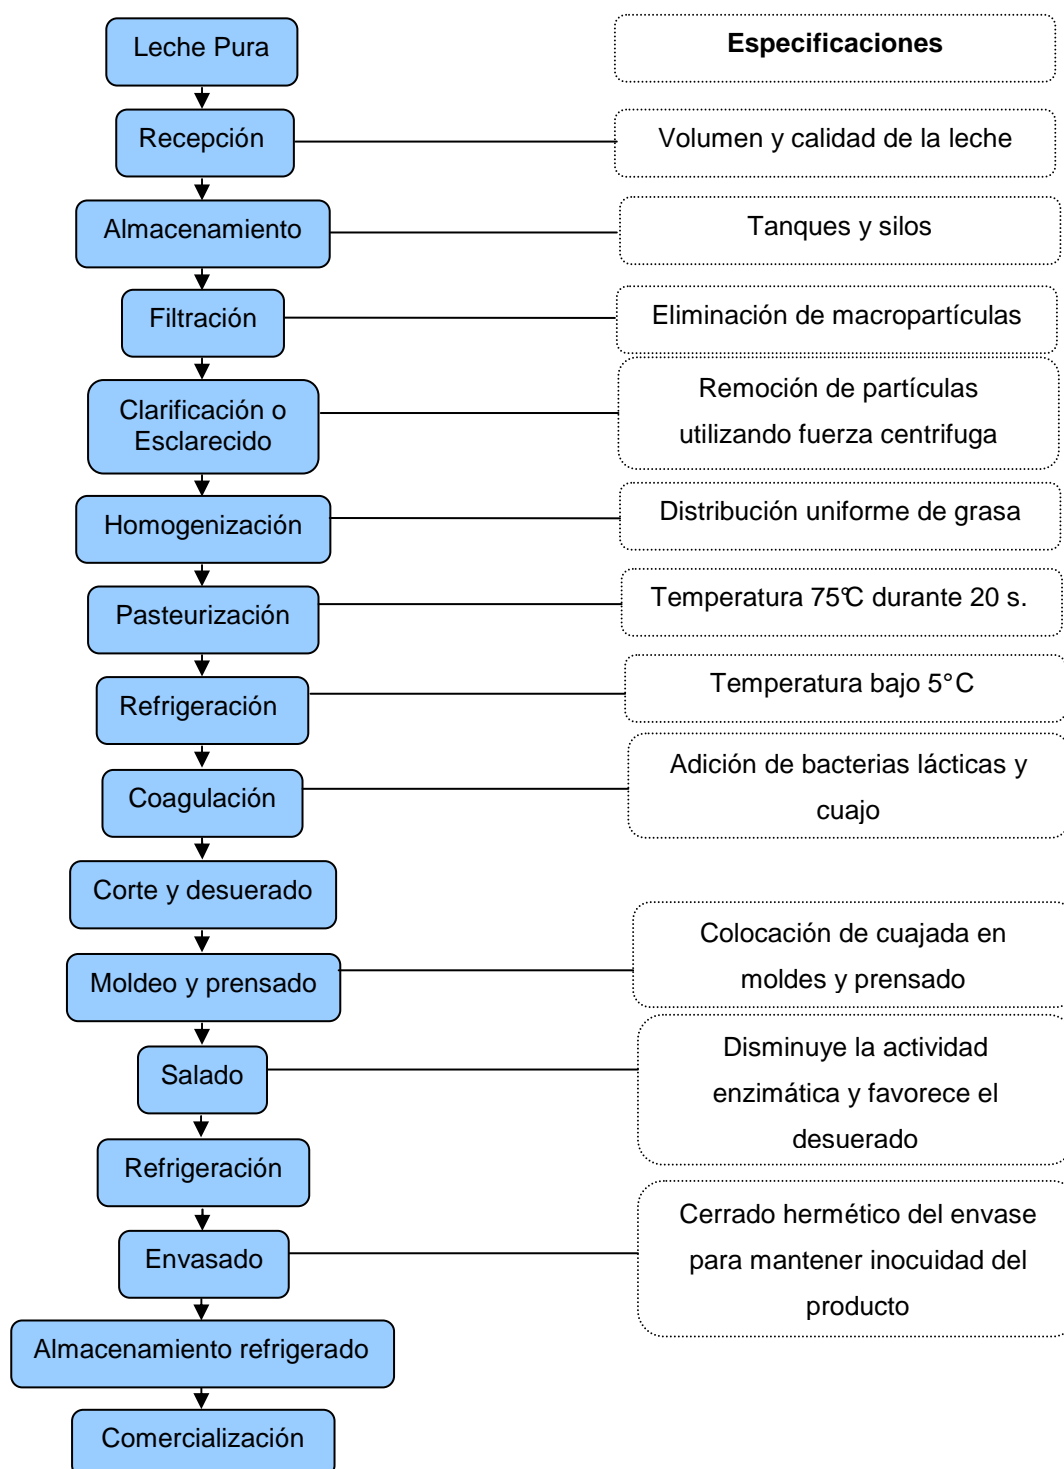 Leche Pura
Especificaciones
Recepción
Volumen y calidad de la leche
Almacenamiento
Tanques y silos
Filtración
Eliminación de macropartículas
Clarificación o
Esclarecido
Remoción de partículas
utilizando fuerza centrifuga
Homogenización
Distribución uniforme de grasa
Pasteurización
Temperatura 75°C durante 20 s.
Refrigeración
Temperatura bajo 5°C
Coagulación
Adición de bacterias lácticas y
cuajo
Corte y desuerado
Moldeo y prensado
Colocación de cuajada en
moldes y prensado
Salado
Disminuye la actividad
enzimática y favorece el
desuerado
Refrigeración
Envasado
Cerrado hermético del envase
para mantener inocuidad del
producto
Almacenamiento refrigerado
Comercialización